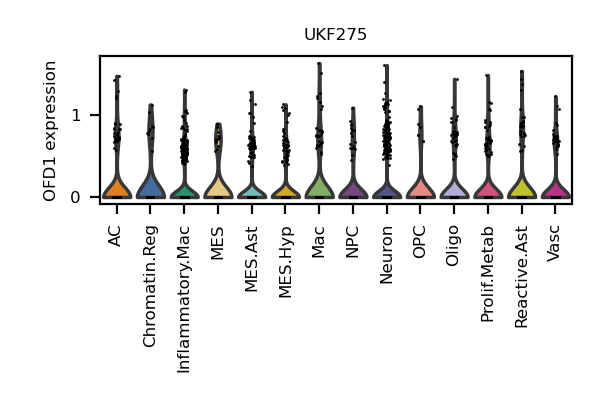 UKF275
OFD1 expression
1
0
AC
Chromatin.Reg
Inflammatory.Mac
MES
MES.Ast
MES.Hyp
Mac
NPC
Neuron
OPC
Oligo
Prolif.Metab
Reactive.Ast
Vasc